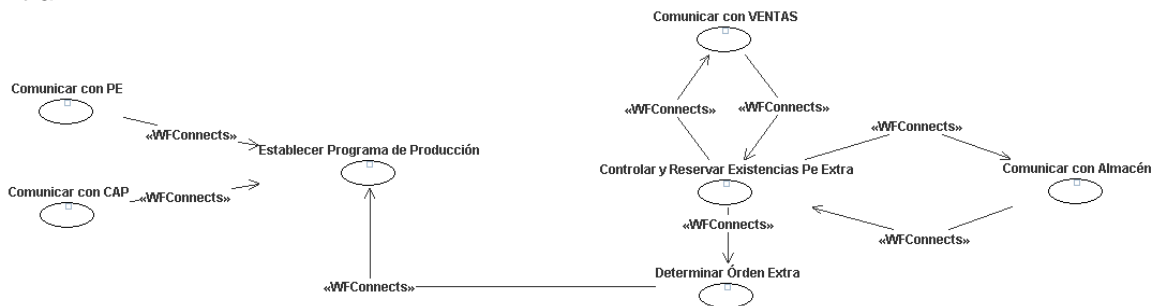 Comunicar con VENTAS
Comunicar con PE
«WFConnects»
«WFConnects»
«WFConnects»
«WFConnects»
Establecer Programa de Producción
Controlar y Reservar Existencias Pe Extra
Comunicar con Almacén
Comunicar con CAP
«WFConnects»
«WFConnects»
«WFConnects»
Determinar Órden Extra
«WFConnects»